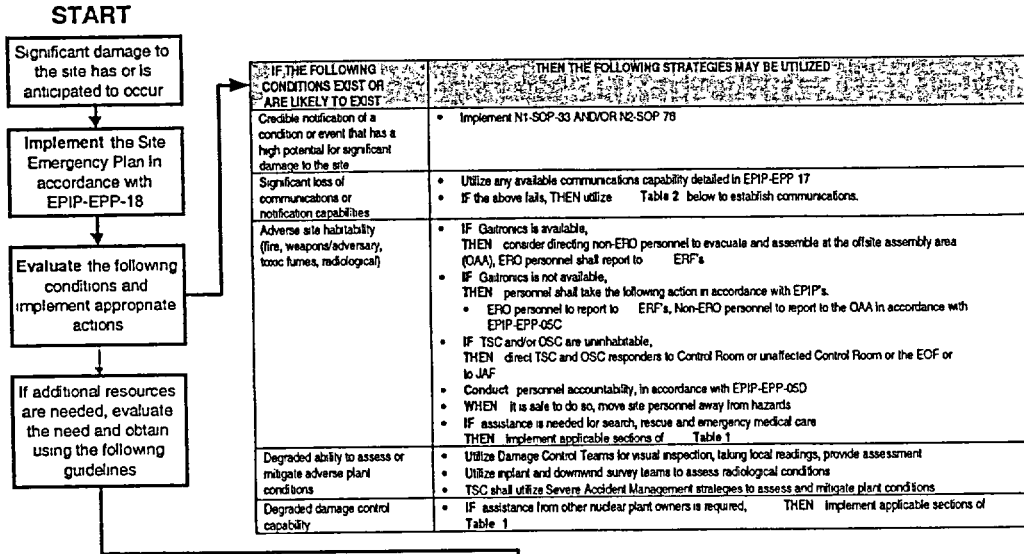 START
Significant damage to
the site has or is
anticipated to occur
Implement the Site
Emergency Plan in
accordance with
EPIP-EPP-18
Evaluate the following
conditions and
implement appropriate
actions
If additional resources
are needed, evaluate
the need and obtain
using the following
guidelines
IF THE FOLLOWING
CONDITIONS EXIST OR
ARE LIKELY TO EXIST
THEN THE FOLLOWING STRATEGIES MAY BE UTILIZED
Credible notification of a
condition or event that has a
high potential for significant
damage to the site
• Implement N1-SOP-33 AND/OR N2-SOP 78
Significant loss of
communications or
notification capabilities
• Utilize any available communications capability detailed in EPIP-EPP 17
• IF the above fails, THEN utilize Table 2 below to establish communications.
Adverse site habitability
(fire, weapons/adversary,
toxic fumes, radiological)
• IF Gaitronics is available,
THEN consider directing non-ERO personnel to evacuate and assemble at the offsite assembly area
(OAA), ERO personnel shall report to ERF's
• IF Gaitronics is not available,
THEN personnel shall take the following action in accordance with EPIP's.
• ERO personnel to report to ERF's, Non-ERO personnel to report to the OAA in accordance with
EPIP-EPP-05C
• IF TSC and/or OSC are uninhabitable,
THEN direct TSC and OSC responders to Control Room or unaffected Control Room or the EOF or
to JAF
• Conduct personnel accountability, in accordance with EPIP-EPP-05D
• WHEN it is safe to do so, move site personnel away from hazards
• IF assistance is needed for search, rescue and emergency medical care
THEN Implement applicable sections of Table 1
Degraded ability to assess or
mitigate adverse plant
conditions
• Utilize Damage Control Teams for visual inspection, taking local readings, provide assessment
• Utilize inplant and downwind survey teams to assess radiological conditions
• TSC shall utilize Severe Accident Management strategies to assess and mitigate plant conditions
Degraded damage control
capability
• IF assistance from other nuclear plant owners is required, THEN Implement applicable sections of
Table 1